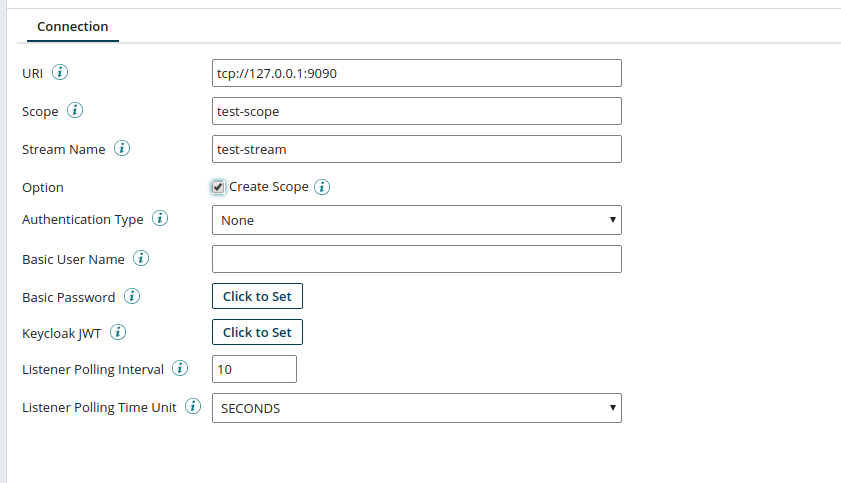 Connection
URI i tcp://127.0.0.1:9090
Scope i test-scope
Stream Name i test-stream
Option Create Scope i
Authentication Type i None
Basic User Name i
Basic Password i Click to Set
Keycloak JWT i Click to Set
Listener Polling Interval i 10
Listener Polling Time Unit i SECONDS